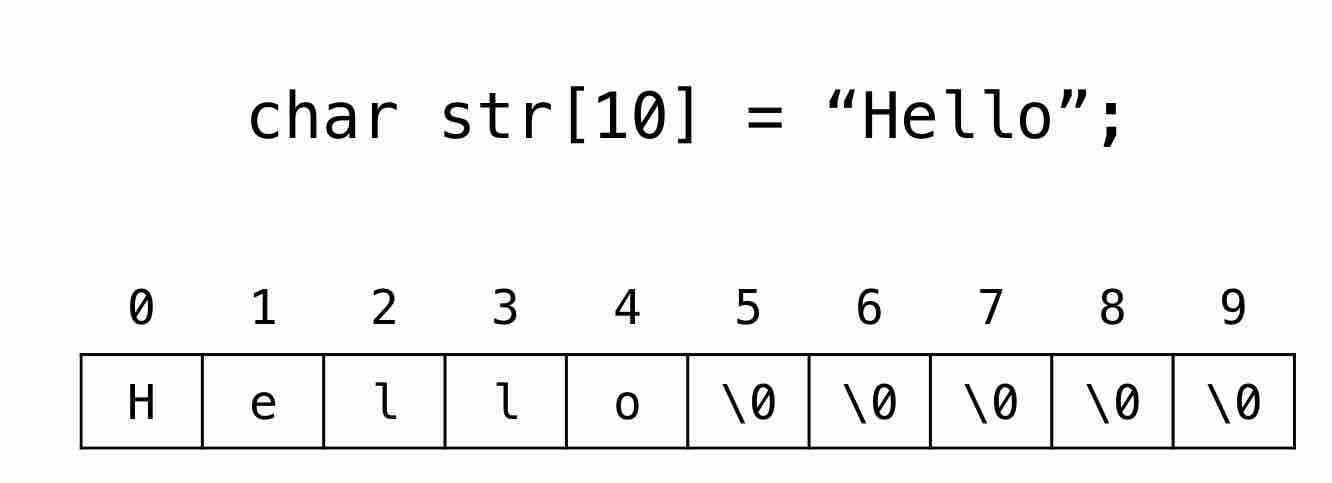 char str[10] = “Hello”;
0 1 2 3 4 5 6 7 8 9
H e l l o \0 \0 \0 \0 \0